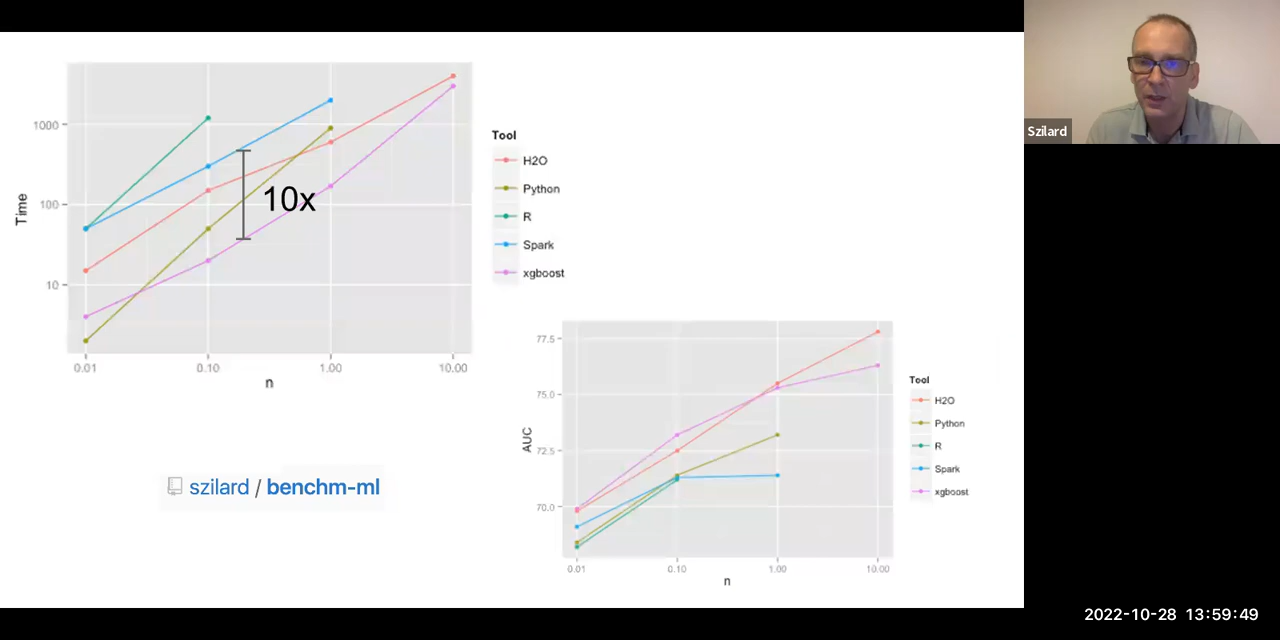 1000
100
10
Time
0.01
0.10
1.00
10.00
n
10x
Tool
H2O
Python
R
Spark
xgboost
szilard / benchm-ml
77.5
75.0
72.5
70.0
AUC
0.01
0.10
1.00
10.00
n
Tool
H2O
Python
R
Spark
xgboost
Szilard
2022-10-28 13:59:49